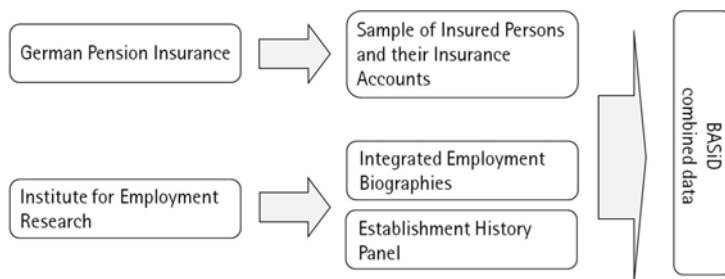 German Pension Insurance
Sample of Insured Persons
and their Insurance
Accounts
Institute for Employment
Research
Integrated Employment
Biographies
Establishment History
Panel
BASiD
combined data